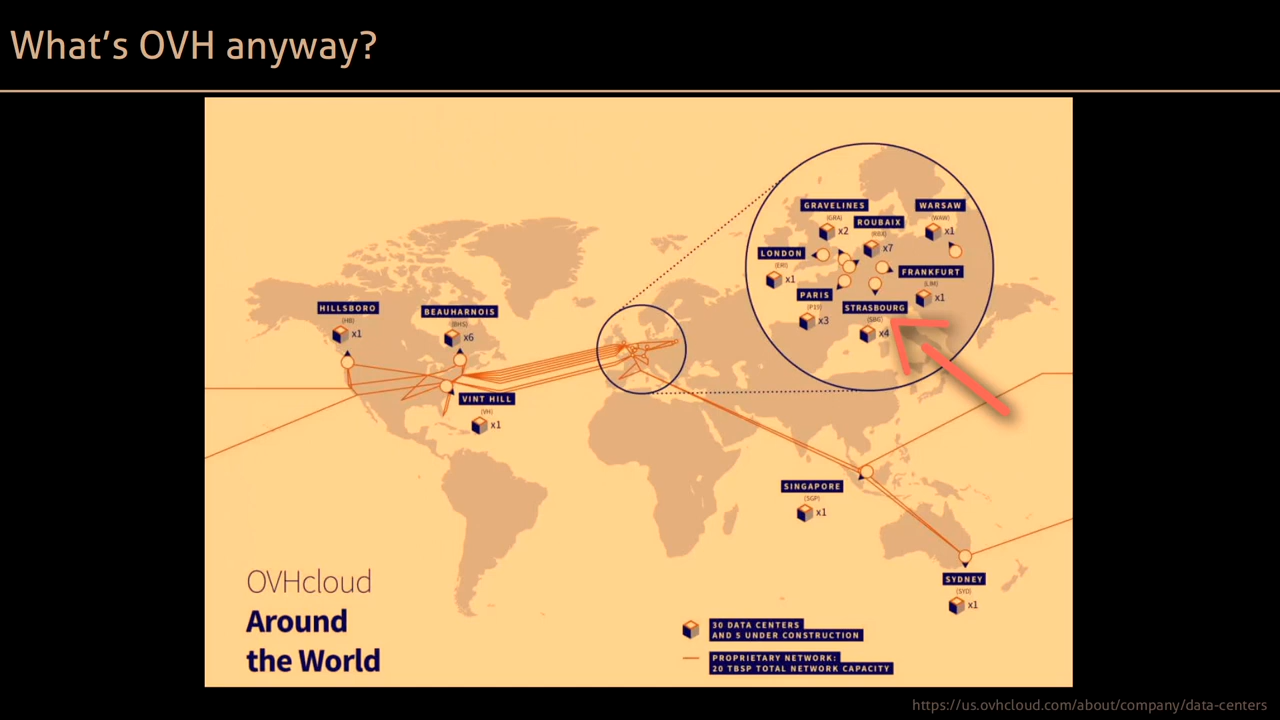 What's OVH anyway?
GRAVELINES
(GRA)
x2
ROUBAIX
(RBX)
x7
WARSAW
(WAW)
x1
LONDON
(ERI)
x1
FRANKFURT
(LIM)
x1
PARIS
(P19)
x3
STRASBOURG
(SBG)
x4
HILLSBORO
(HB)
x1
BEAUHARNOIS
(BHS)
x6
VINT HILL
(VH)
x1
SINGAPORE
(SGP)
x1
SYDNEY
(SYD)
x1
OVHcloud
Around
the World
30 DATA CENTERS
AND 5 UNDER CONSTRUCTION
PROPRIETARY NETWORK:
20 TBSP TOTAL NETWORK CAPACITY
https://us.ovhcloud.com/about/company/data-centers